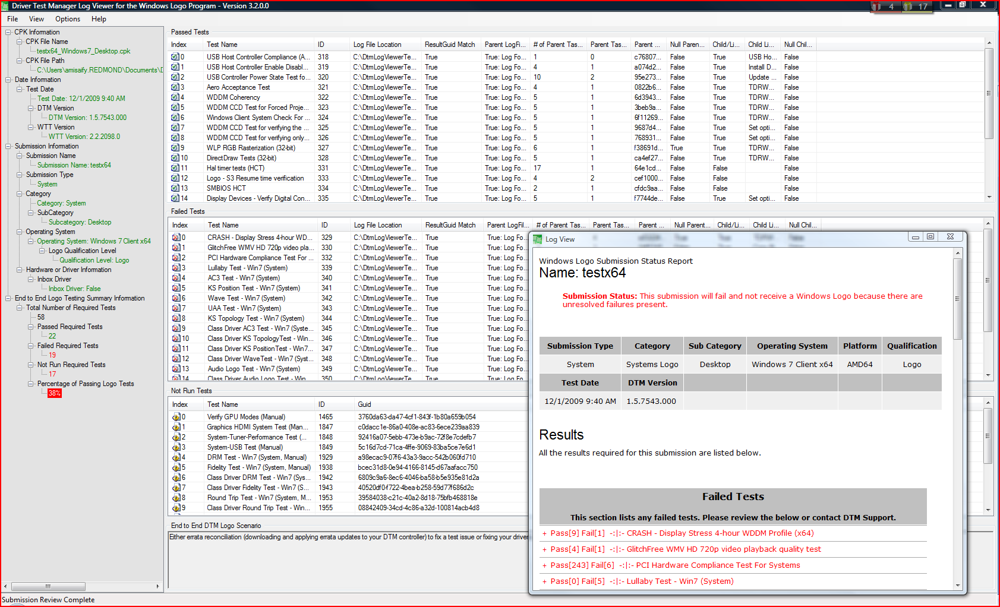 Driver Test Manager Log Viewer for the Windows Logo Program - Version 3.2.0.0
4 17
File View Options Help
CPK Information
CPK File Name
testx64_Windows7_Desktop.cpk
CPK File Path
C:\Users\amisaify.REDMOND\Documents\D
Date Information
Test Date
Test Date: 12/1/2009 9:40 AM
DTM Version
DTM Version: 1.5.7543.000
WTT Version
WTT Version: 2.2.2098.0
Submission Information
Submission Name
Submission Name: testx64
Submission Type
System
Category
Category: System
SubCategory
Subcategory: Desktop
Operating System
Operating System: Windows 7 Client x64
Logo Qualification Level
Qualification Level: Logo
Hardware or Driver Information
Inbox Driver
Inbox Driver: False
End to End Logo Testing Summary Information
Total Number of Required Tests
58
Passed Required Tests
22
Failed Required Tests
19
Not Run Required Tests
17
Percentage of Passing Logo Tests
38%
Passed Tests
Index Test Name ID Log File Location ResultGuid Match Parent LogFi... # of Parent Tas... Parent Tas... Parent ... Null Paren... Child/Li... Child Li... Null Chil...
0 USB Host Controller Compliance (A... 318 C:\DtmLogViewerTe... True True: Log Fo... 1 0 c76807... False True USB Ho... False
1 USB Host Controller Enable Disabl... 319 C:\DtmLogViewerTe... True True: Log Fo... 4 1 a074d2... False True Install D... False
2 USB Controller Power State Test fo... 320 C:\DtmLogViewerTe... True True: Log Fo... 10 2 95e273... False True Update ... False
3 Aero Acceptance Test 321 C:\DtmLogViewerTe... True True: Log Fo... 4 1 0822b6... False True TDRW... False
4 WDDM Coherency 322 C:\DtmLogViewerTe... True True: Log Fo... 5 1 6d3943... False True TDRW... False
5 WDDM CCD Test for Forced Proje... 323 C:\DtmLogViewerTe... True True: Log Fo... 5 1 3beb9a... False True TDRW... False
6 Windows Client System Check For ... 324 C:\DtmLogViewerTe... True True: Log Fo... 5 1 6f11269... False True TDRW... False
7 WDDM CCD Test for verifying the ... 325 C:\DtmLogViewerTe... True True: Log Fo... 5 1 9687d4... False True Set opti... False
8 WDDM CCD Test for verifying only... 326 C:\DtmLogViewerTe... True True: Log Fo... 5 1 768931... False True Set opti... False
9 WLP RGB Rasterization (32-bit) 327 C:\DtmLogViewerTe... True True: Log Fo... 6 1 f38691d... True True TDRW... False
10 DirectDraw Tests (32-bit) 328 C:\DtmLogViewerTe... True True: Log Fo... 5 1 ca4ef27... False True TDRW... False
11 Hal timer tests (HCT) 331 C:\DtmLogViewerTe... True True: Log Fo... 17 1 64e1cd... False False False
12 Logo - S3 Resume time verification 333 C:\DtmLogViewerTe... True True: Log Fo... 4 2 cef1000... False False False
13 SMBIOS HCT 334 C:\DtmLogViewerTe... True True: Log Fo... 2 1 cfdc9aa... False False False
14 Display Devices - Verify Digital Con... 335 C:\DtmLogViewerTe... True True: Log Fo... 5 1 f7744de... False True Set opti... False
Failed Tests
Index Test Name ID Log File Location ResultGuid Match Parent LogFil... # of Parent Tas... Parent Tas... Parent ... Null Parent... Child/Li... Child Li... Null Chil...
0 CRASH - Display Stress 4-hour WD... 329 C:\DtmLogViewerTe... True True: Log Fo...
1 GlitchFree WMV HD 720p video pla... 330 C:\DtmLogViewerTe... True True: Log Fo...
2 PCI Hardware Compliance Test For ... 332 C:\DtmLogViewerTe... True True: Log Fo...
3 Lullaby Test - Win7 (System) 339 C:\DtmLogViewerTe... True True: Log Fo...
4 AC3 Test - Win7 (System) 340 C:\DtmLogViewerTe... True True: Log Fo...
5 KS Position Test - Win7 (System) 341 C:\DtmLogViewerTe... True True: Log Fo...
6 Wave Test - Win7 (System) 342 C:\DtmLogViewerTe... True True: Log Fo...
7 UAA Test - Win7 (System) 343 C:\DtmLogViewerTe... True True: Log Fo...
8 KS Topology Test - Win7 (System) 344 C:\DtmLogViewerTe... True True: Log Fo...
9 Class Driver AC3 Test - Win7 (Syste... 345 C:\DtmLogViewerTe... True True: Log Fo...
10 Class Driver KS TopologyTest - Win... 346 C:\DtmLogViewerTe... True True: Log Fo...
11 Class Driver KS PositionTest - Win7... 347 C:\DtmLogViewerTe... True True: Log Fo...
12 Class Driver WaveTest - Win7 (Sys... 348 C:\DtmLogViewerTe... True True: Log Fo...
13 Audio Logo Test - Win7 (System) 349 C:\DtmLogViewerTe... True True: Log Fo...
14 Class Driver Audio Logo Test - Win... 350 C:\DtmLogViewerTe... True True: Log Fo...
Not Run Tests
Index Test Name ID Guid
0 Verify GPU Modes (Manual) 1465 3760da63-da47-4cf1-843f-1b80a659b054
1 Graphics HDMI System Test (Man... 1847 c0dacc1e-86a0-408e-ac83-6ece239aa839
2 System-Tuner-Perfomance Test (... 1848 92416a07-5ebb-473e-b9ac-72f8e7cdefb7
3 System-USB Test (Manual) 1849 5c16d7cd-71ca-4ffe-9069-83ba5ce7e6d1
4 DRM Test - Win7 (System, Manual) 1929 a98ecac9-07f6-43a3-9acc-542b060fd710
5 Fidelity Test - Win7 (System, Manual) 1938 bcec31d8-0e94-4166-8145-d67aafacc750
6 Class Driver DRM Test - Win7 (Sys... 1942 6809c9a6-8ec6-4046-ba58-b5e935e81d2a
7 Class Driver Fidelity Test - Win7 (S... 1943 40520df0-f722-4bea-b258-59d77f686d2c
8 Round Trip Test - Win7 (System, M... 1953 39584038-c21c-40a2-8d18-75bfb468818e
9 Class Driver Round Trip Test - Win... 1955 08842409-34cd-4c86-a32d-100814acb4d8
End to End DTM Logo Scenario
Either errata reconciliation (downloading and applying errata updates to your DTM controller) to fix a test issue or fixing your driver
Log View
Windows Logo Submission Status Report
Name: testx64
Submission Status: This submission will fail and not receive a Windows Logo because there are
unresolved failures present.
Submission Type Category Sub Category Operating System Platform Qualification
System Systems Logo Desktop Windows 7 Client x64 AMD64 Logo
Test Date DTM Version
12/1/2009 9:40 AM 1.5.7543.000
Results
All the results required for this submission are listed below.
Failed Tests
This section lists any failed tests. Please review the below or contact DTM Support.
+ Pass[9] Fail[1] -:|:- CRASH - Display Stress 4-hour WDDM Profile (x64)
+ Pass[4] Fail[1] -:|:- GlitchFree WMV HD 720p video playback quality test
+ Pass[243] Fail[6] -:|:- PCI Hardware Compliance Test For Systems
+ Pass[0] Fail[5] -:|:- Lullaby Test - Win7 (System)
Submission Review Complete